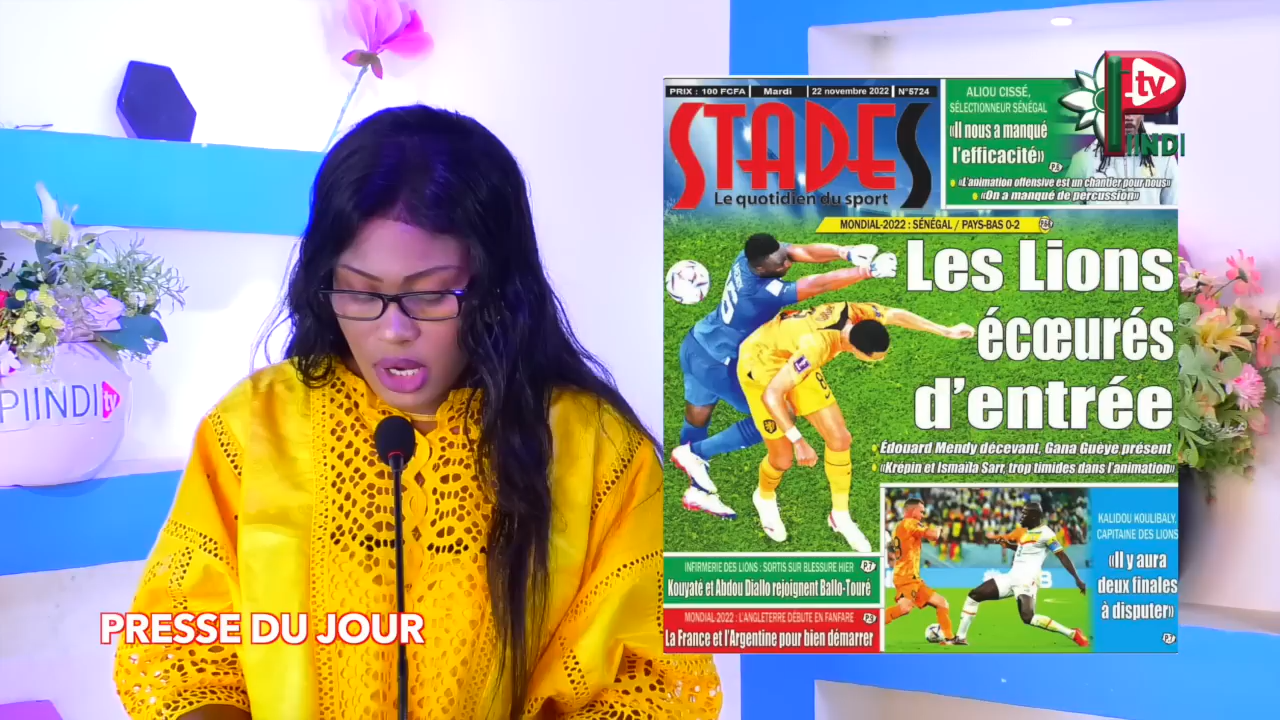 PIINDI tv
PRESSE DU JOUR
PRIX : 100 FCFA | Mardi | 22 novembre 2022 | N°5724
STADES
Le quotidien du sport
ALIOU CISSÉ,
SÉLECTIONNEUR SÉNÉGAL
«Il nous a manqué
l'efficacité»
«L'animation offensive est un chantier pour nous»
«On a manqué de percussion»
tv
PIINDI
MONDIAL-2022 : SÉNÉGAL / PAYS-BAS 0-2
Les Lions
écœurés
d'entrée
Édouard Mendy décevant, Gana Guèye présent
«Krépin et Ismaïla Sarr, trop timides dans l'animation»
KALIDOU KOULIBALY,
CAPITAINE DES LIONS
«Il y aura
deux finales
à disputer»
P.7
INFIRMERIE DES LIONS : SORTIS SUR BLESSURE HIER P.7
Kouyaté et Abdou Diallo rejoignent Ballo-Touré
MONDIAL-2022 : L'ANGLETERRE DÉBUTE EN FANFARE
La France et l'Argentine pour bien démarrer